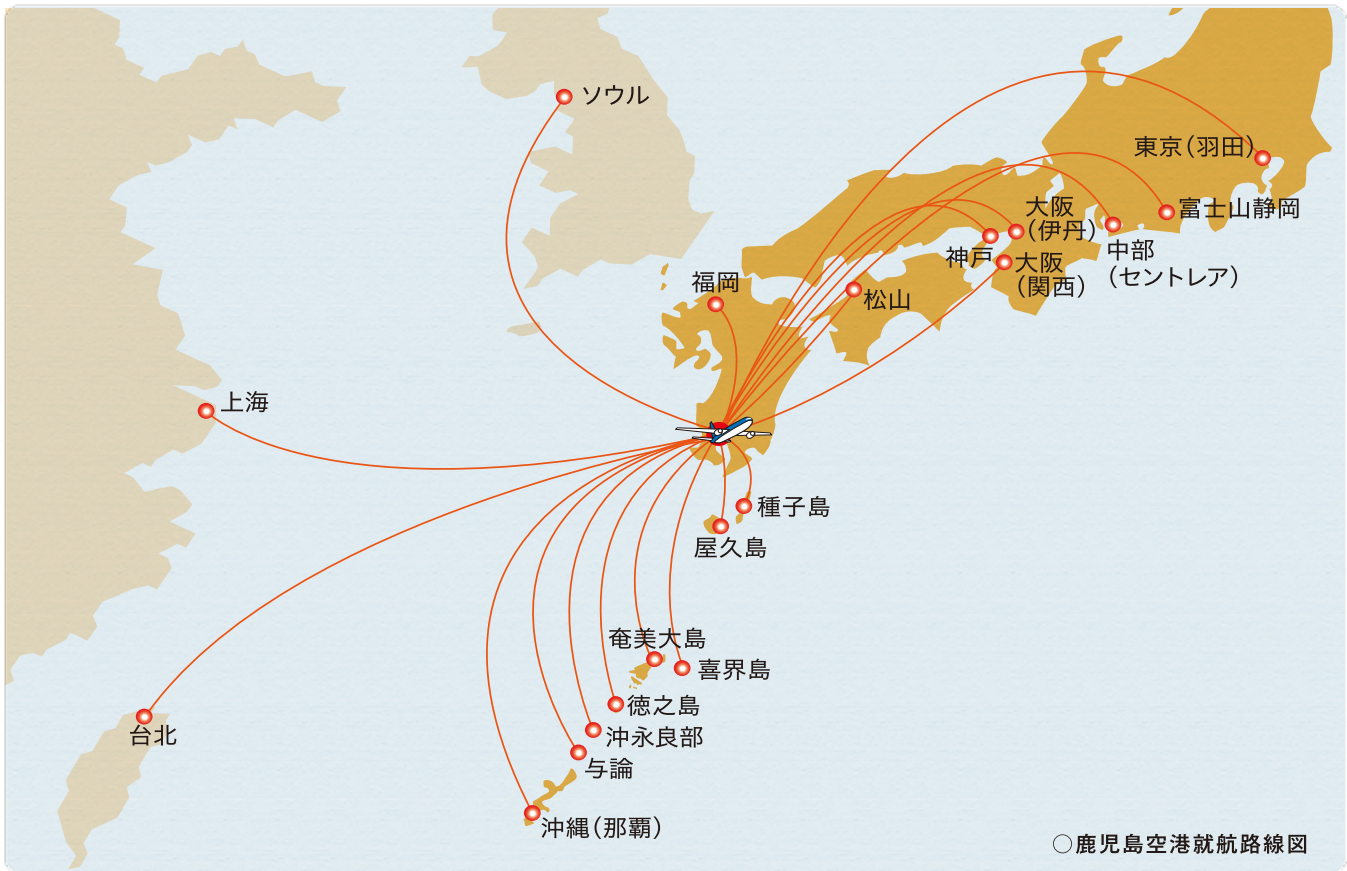 ソウル
東京(羽田)
富士山静岡
大阪
(伊丹)
中部
(セントレア)
神戸
大阪
(関西)
福岡
松山
上海
種子島
屋久島
奄美大島
喜界島
徳之島
沖永良部
与論
台北
沖縄(那覇)
○鹿児島空港就航路線図